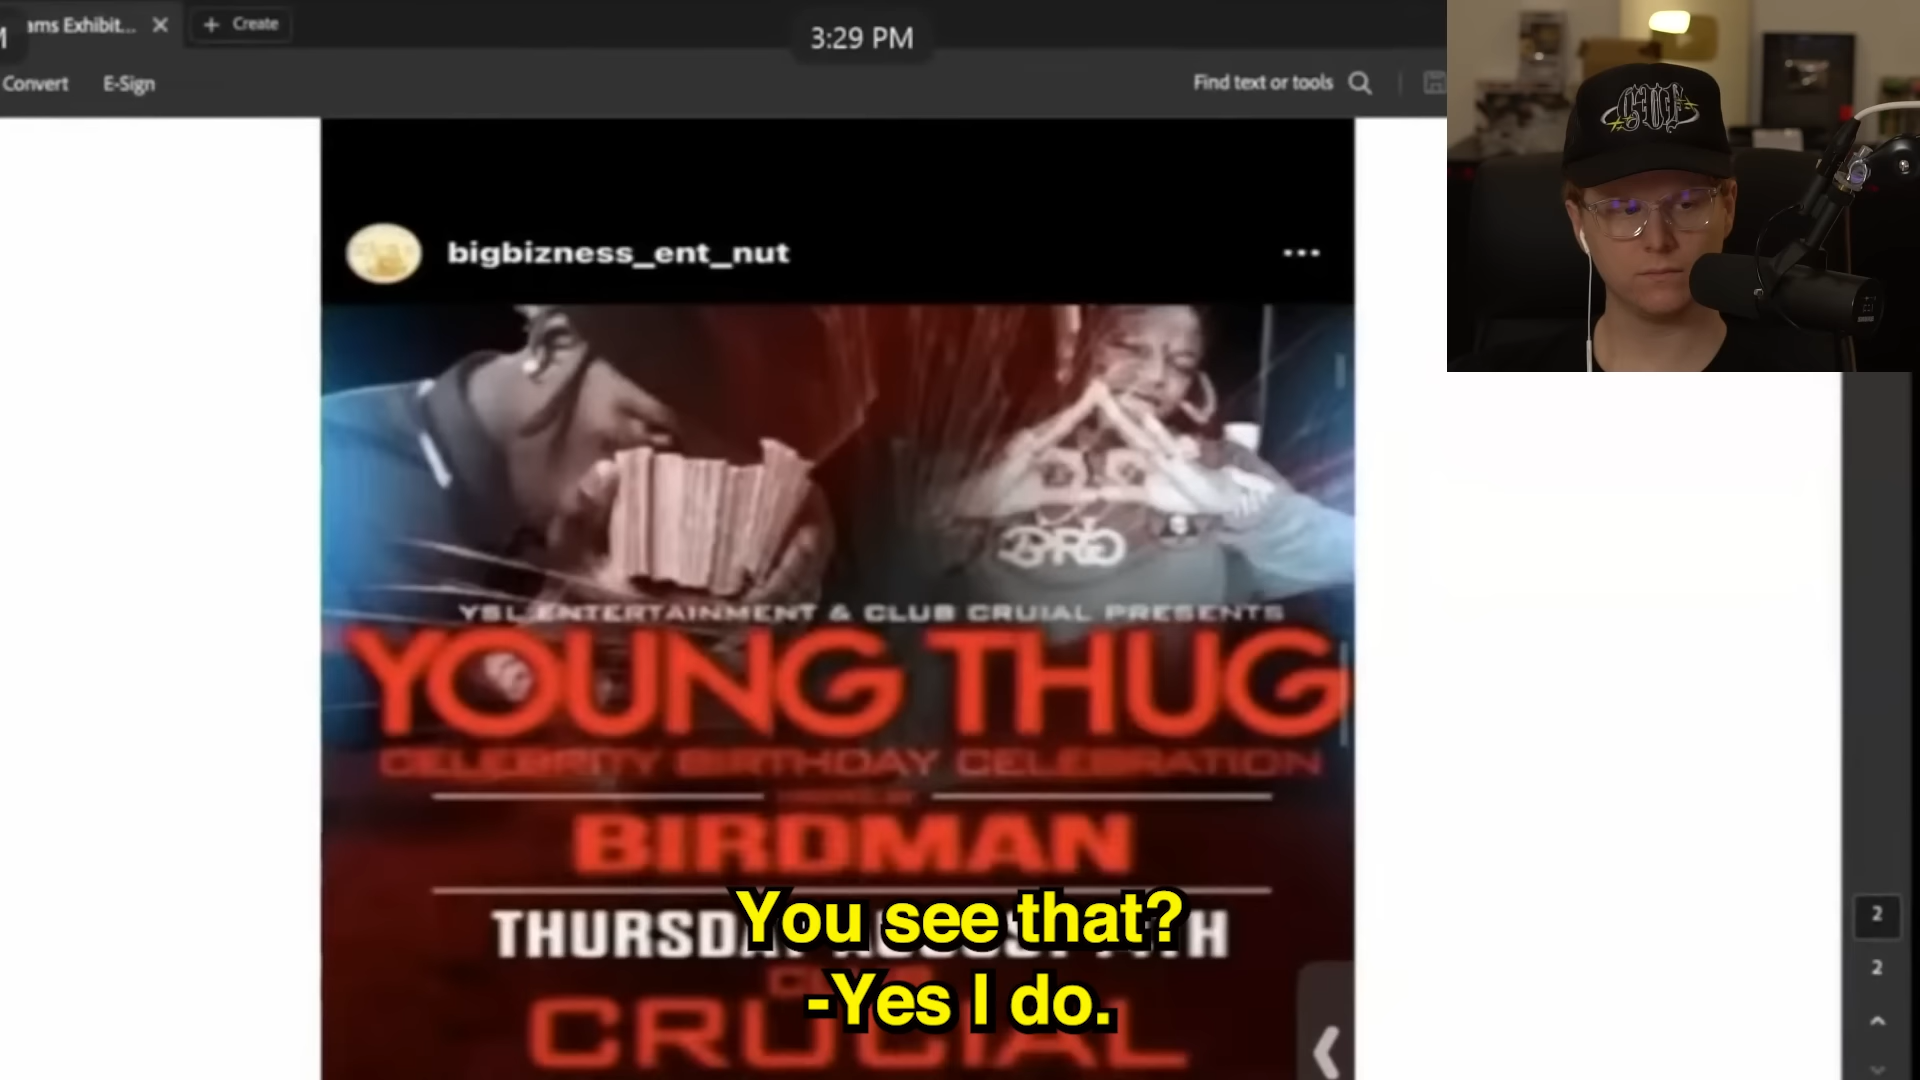 ams Exhibit...
Create
3:29 PM
Convert
E-Sign
Find text or tools
bigbizness_ent_nut
YSL ENTERTAINMENT & CLUB CRUIAL PRESENTS
YOUNG THUG
CELEBRITY BIRTHDAY CELEBRATION
BIRDMAN
You see that?
-Yes I do.
CRUCIAL
2
2